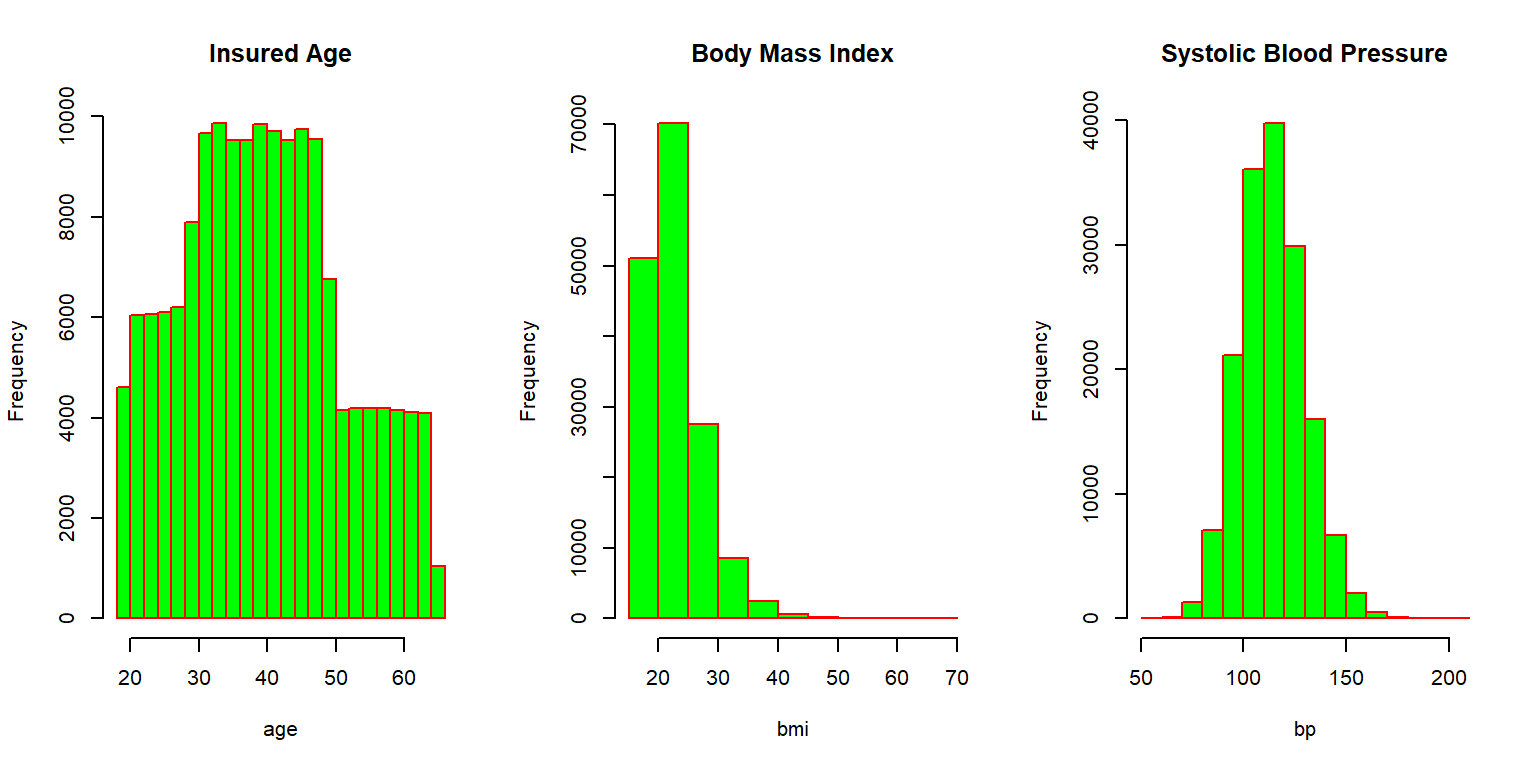 Insured Age
Frequency
10000
8000
6000
4000
2000
0
20 30 40 50 60
age
Body Mass Index
Frequency
70000
50000
30000
10000
0
20 30 40 50 60 70
bmi
Systolic Blood Pressure
Frequency
40000
30000
20000
10000
0
50 100 150 200
bp